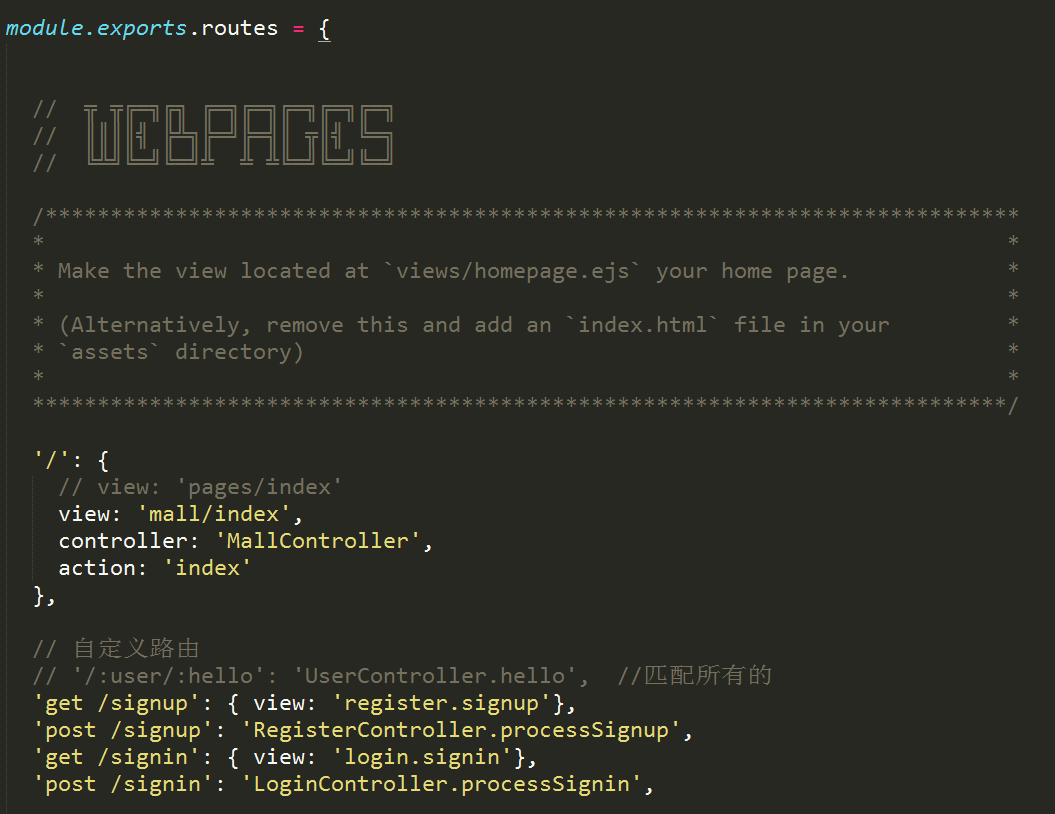 module.exports.routes = {
//  ╦ ╦╔═╗╔╗ ╔═╗╔═╗╔═╗╔═╗╔═╗
//  ║║║║╣ ╠╩╗╠═╝╠═╣║ ╦║╣ ╚═╗
//  ╚╩╝╚═╝╚═╝╩  ╩ ╩╚═╝╚═╝╚═╝
/***************************************************************************
*                                                                          *
* Make the view located at `views/homepage.ejs` your home page.            *
*                                                                          *
* (Alternatively, remove this and add an `index.html` file in your         *
* `assets` directory)                                                      *
*                                                                          *
***************************************************************************/
'/': {
// view: 'pages/index'
view: 'mall/index',
controller: 'MallController',
action: 'index'
},
// 自定义路由
// '/:user/:hello': 'UserController.hello',  //匹配所有的
'get /signup': { view: 'register.signup'},
'post /signup': 'RegisterController.processSignup',
'get /signin': { view: 'login.signin'},
'post /signin': 'LoginController.processSignin',